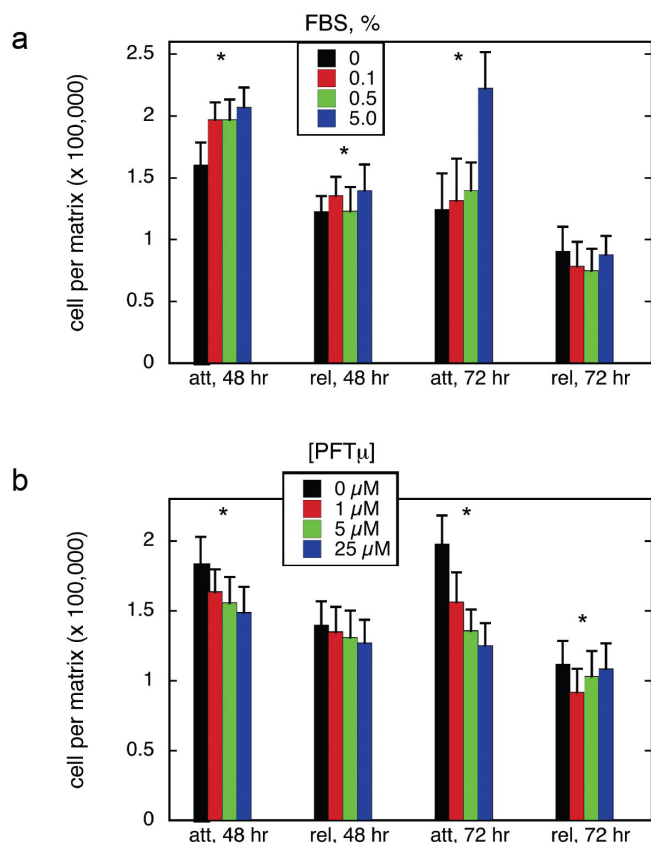 a
FBS, %
0
0.1
0.5
5.0
*
*
*
2.5
2
1.5
1
0.5
0
cell per matrix (x 100,000)
att, 48 hr
rel, 48 hr
att, 72 hr
rel, 72 hr
b
[PFTμ]
0 μM
1 μM
5 μM
25 μM
*
*
*
2
1.5
1
0.5
0
cell per matrix (x 100,000)
att, 48 hr
rel, 48 hr
att, 72 hr
rel, 72 hr